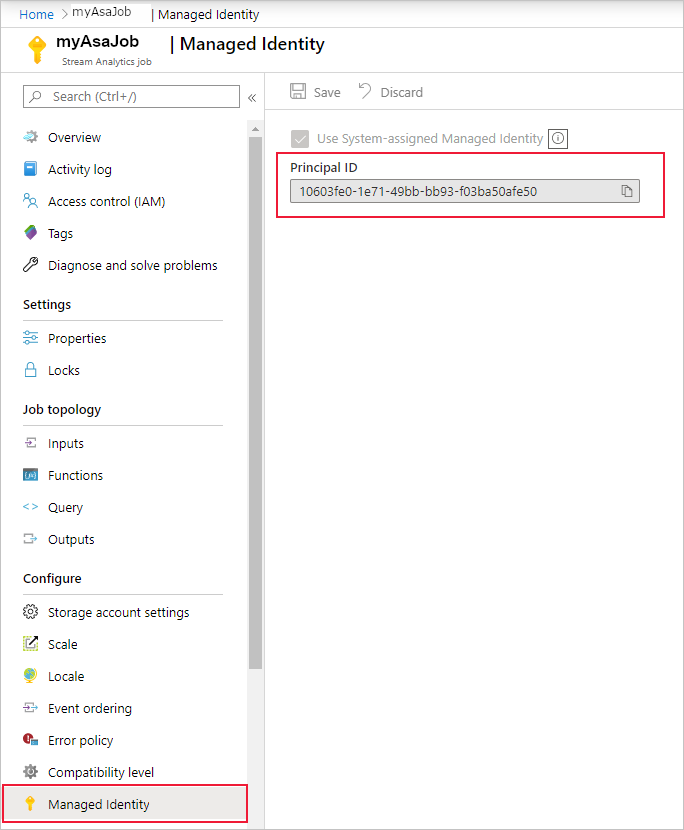 Home > myAsaJob | Managed Identity
myAsaJob | Managed Identity
Stream Analytics job
Search (Ctrl+/)
«
Save Discard
Overview
Activity log
Access control (IAM)
Tags
Diagnose and solve problems
Settings
Properties
Locks
Job topology
Inputs
Functions
Query
Outputs
Configure
Storage account settings
Scale
Locale
Event ordering
Error policy
Compatibility level
Managed Identity
Use System-assigned Managed Identity
Principal ID
10603fe0-1e71-49bb-bb93-f03ba50afe50